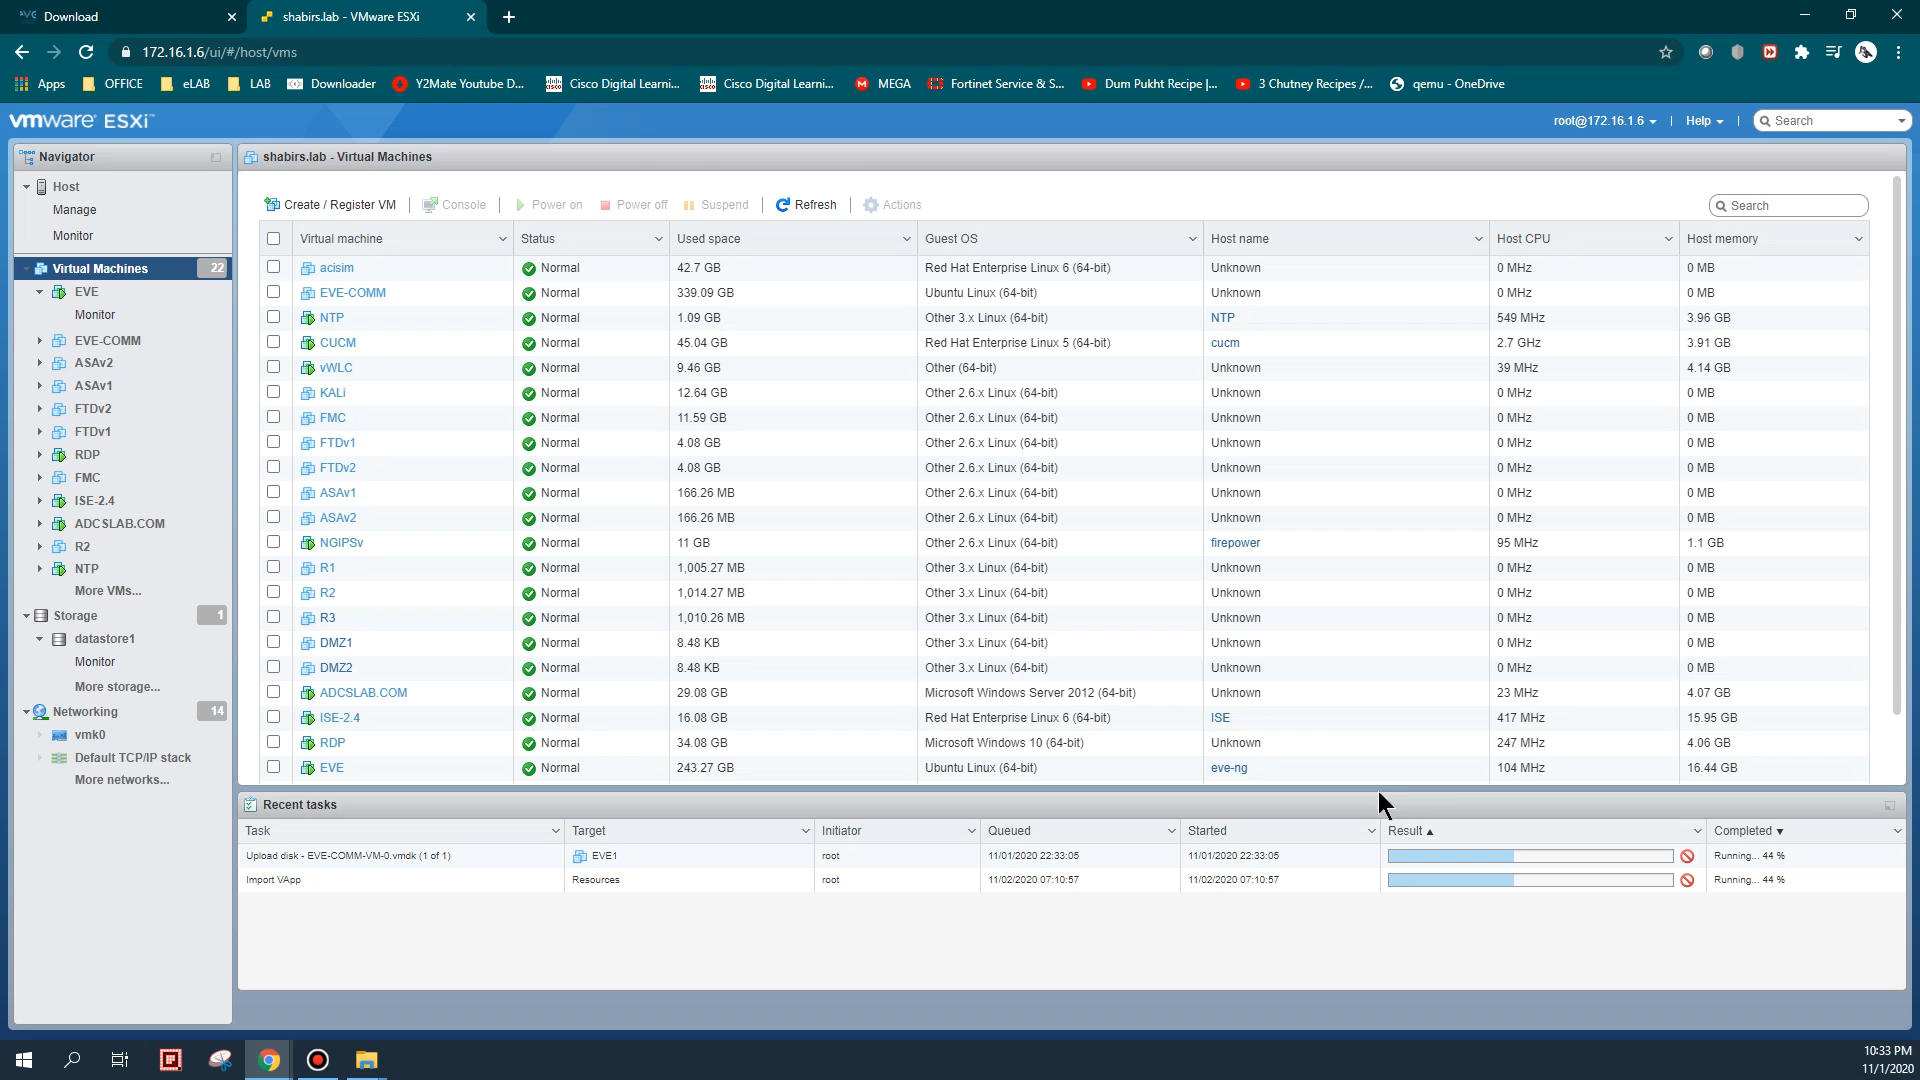 Download
shabirs.lab - VMware ESXi
172.16.1.6/ui/#/host/vms
Apps OFFICE eLAB LAB Downloader Y2Mate Youtube D... Cisco Digital Learni... Cisco Digital Learni... MEGA Fortinet Service & S... Dum Pukht Recipe |... 3 Chutney Recipes /... qemu - OneDrive
vmware ESXi
root@172.16.1.6 | Help | Search
Navigator
Host
Manage
Monitor
Virtual Machines 22
EVE
Monitor
EVE-COMM
ASAv2
ASAv1
FTDv2
FTDv1
RDP
FMC
ISE-2.4
ADCSLAB.COM
R2
NTP
More VMs...
Storage 1
datastore1
Monitor
More storage...
Networking 14
vmk0
Default TCP/IP stack
More networks...
shabirs.lab - Virtual Machines
Create / Register VM | Console | Power on Power off Suspend | Refresh | Actions
Search
Virtual machine Status Used space Guest OS Host name Host CPU Host memory
acisim Normal 42.7 GB Red Hat Enterprise Linux 6 (64-bit) Unknown 0 MHz 0 MB
EVE-COMM Normal 339.09 GB Ubuntu Linux (64-bit) Unknown 0 MHz 0 MB
NTP Normal 1.09 GB Other 3.x Linux (64-bit) NTP 549 MHz 3.96 GB
CUCM Normal 45.04 GB Red Hat Enterprise Linux 5 (64-bit) cucm 2.7 GHz 3.91 GB
vWLC Normal 9.46 GB Other (64-bit) Unknown 39 MHz 4.14 GB
KALi Normal 12.64 GB Other 2.6.x Linux (64-bit) Unknown 0 MHz 0 MB
FMC Normal 11.59 GB Other 2.6.x Linux (64-bit) Unknown 0 MHz 0 MB
FTDv1 Normal 4.08 GB Other 2.6.x Linux (64-bit) Unknown 0 MHz 0 MB
FTDv2 Normal 4.08 GB Other 2.6.x Linux (64-bit) Unknown 0 MHz 0 MB
ASAv1 Normal 166.26 MB Other 2.6.x Linux (64-bit) Unknown 0 MHz 0 MB
ASAv2 Normal 166.26 MB Other 2.6.x Linux (64-bit) Unknown 0 MHz 0 MB
NGIPSv Normal 11 GB Other 2.6.x Linux (64-bit) firepower 95 MHz 1.1 GB
R1 Normal 1,005.27 MB Other 3.x Linux (64-bit) Unknown 0 MHz 0 MB
R2 Normal 1,014.27 MB Other 3.x Linux (64-bit) Unknown 0 MHz 0 MB
R3 Normal 1,010.26 MB Other 3.x Linux (64-bit) Unknown 0 MHz 0 MB
DMZ1 Normal 8.48 KB Other 3.x Linux (64-bit) Unknown 0 MHz 0 MB
DMZ2 Normal 8.48 KB Other 3.x Linux (64-bit) Unknown 0 MHz 0 MB
ADCSLAB.COM Normal 29.08 GB Microsoft Windows Server 2012 (64-bit) Unknown 23 MHz 4.07 GB
ISE-2.4 Normal 16.08 GB Red Hat Enterprise Linux 6 (64-bit) ISE 417 MHz 15.95 GB
RDP Normal 34.08 GB Microsoft Windows 10 (64-bit) Unknown 247 MHz 4.06 GB
EVE Normal 243.27 GB Ubuntu Linux (64-bit) eve-ng 104 MHz 16.44 GB
Recent tasks
Task Target Initiator Queued Started Result ▲ Completed ▼
Upload disk - EVE-COMM-VM-0.vmdk (1 of 1) EVE1 root 11/01/2020 22:33:05 11/01/2020 22:33:05 Running... 44 %
Import VApp Resources root 11/02/2020 07:10:57 11/02/2020 07:10:57 Running... 44 %
10:33 PM
11/1/2020